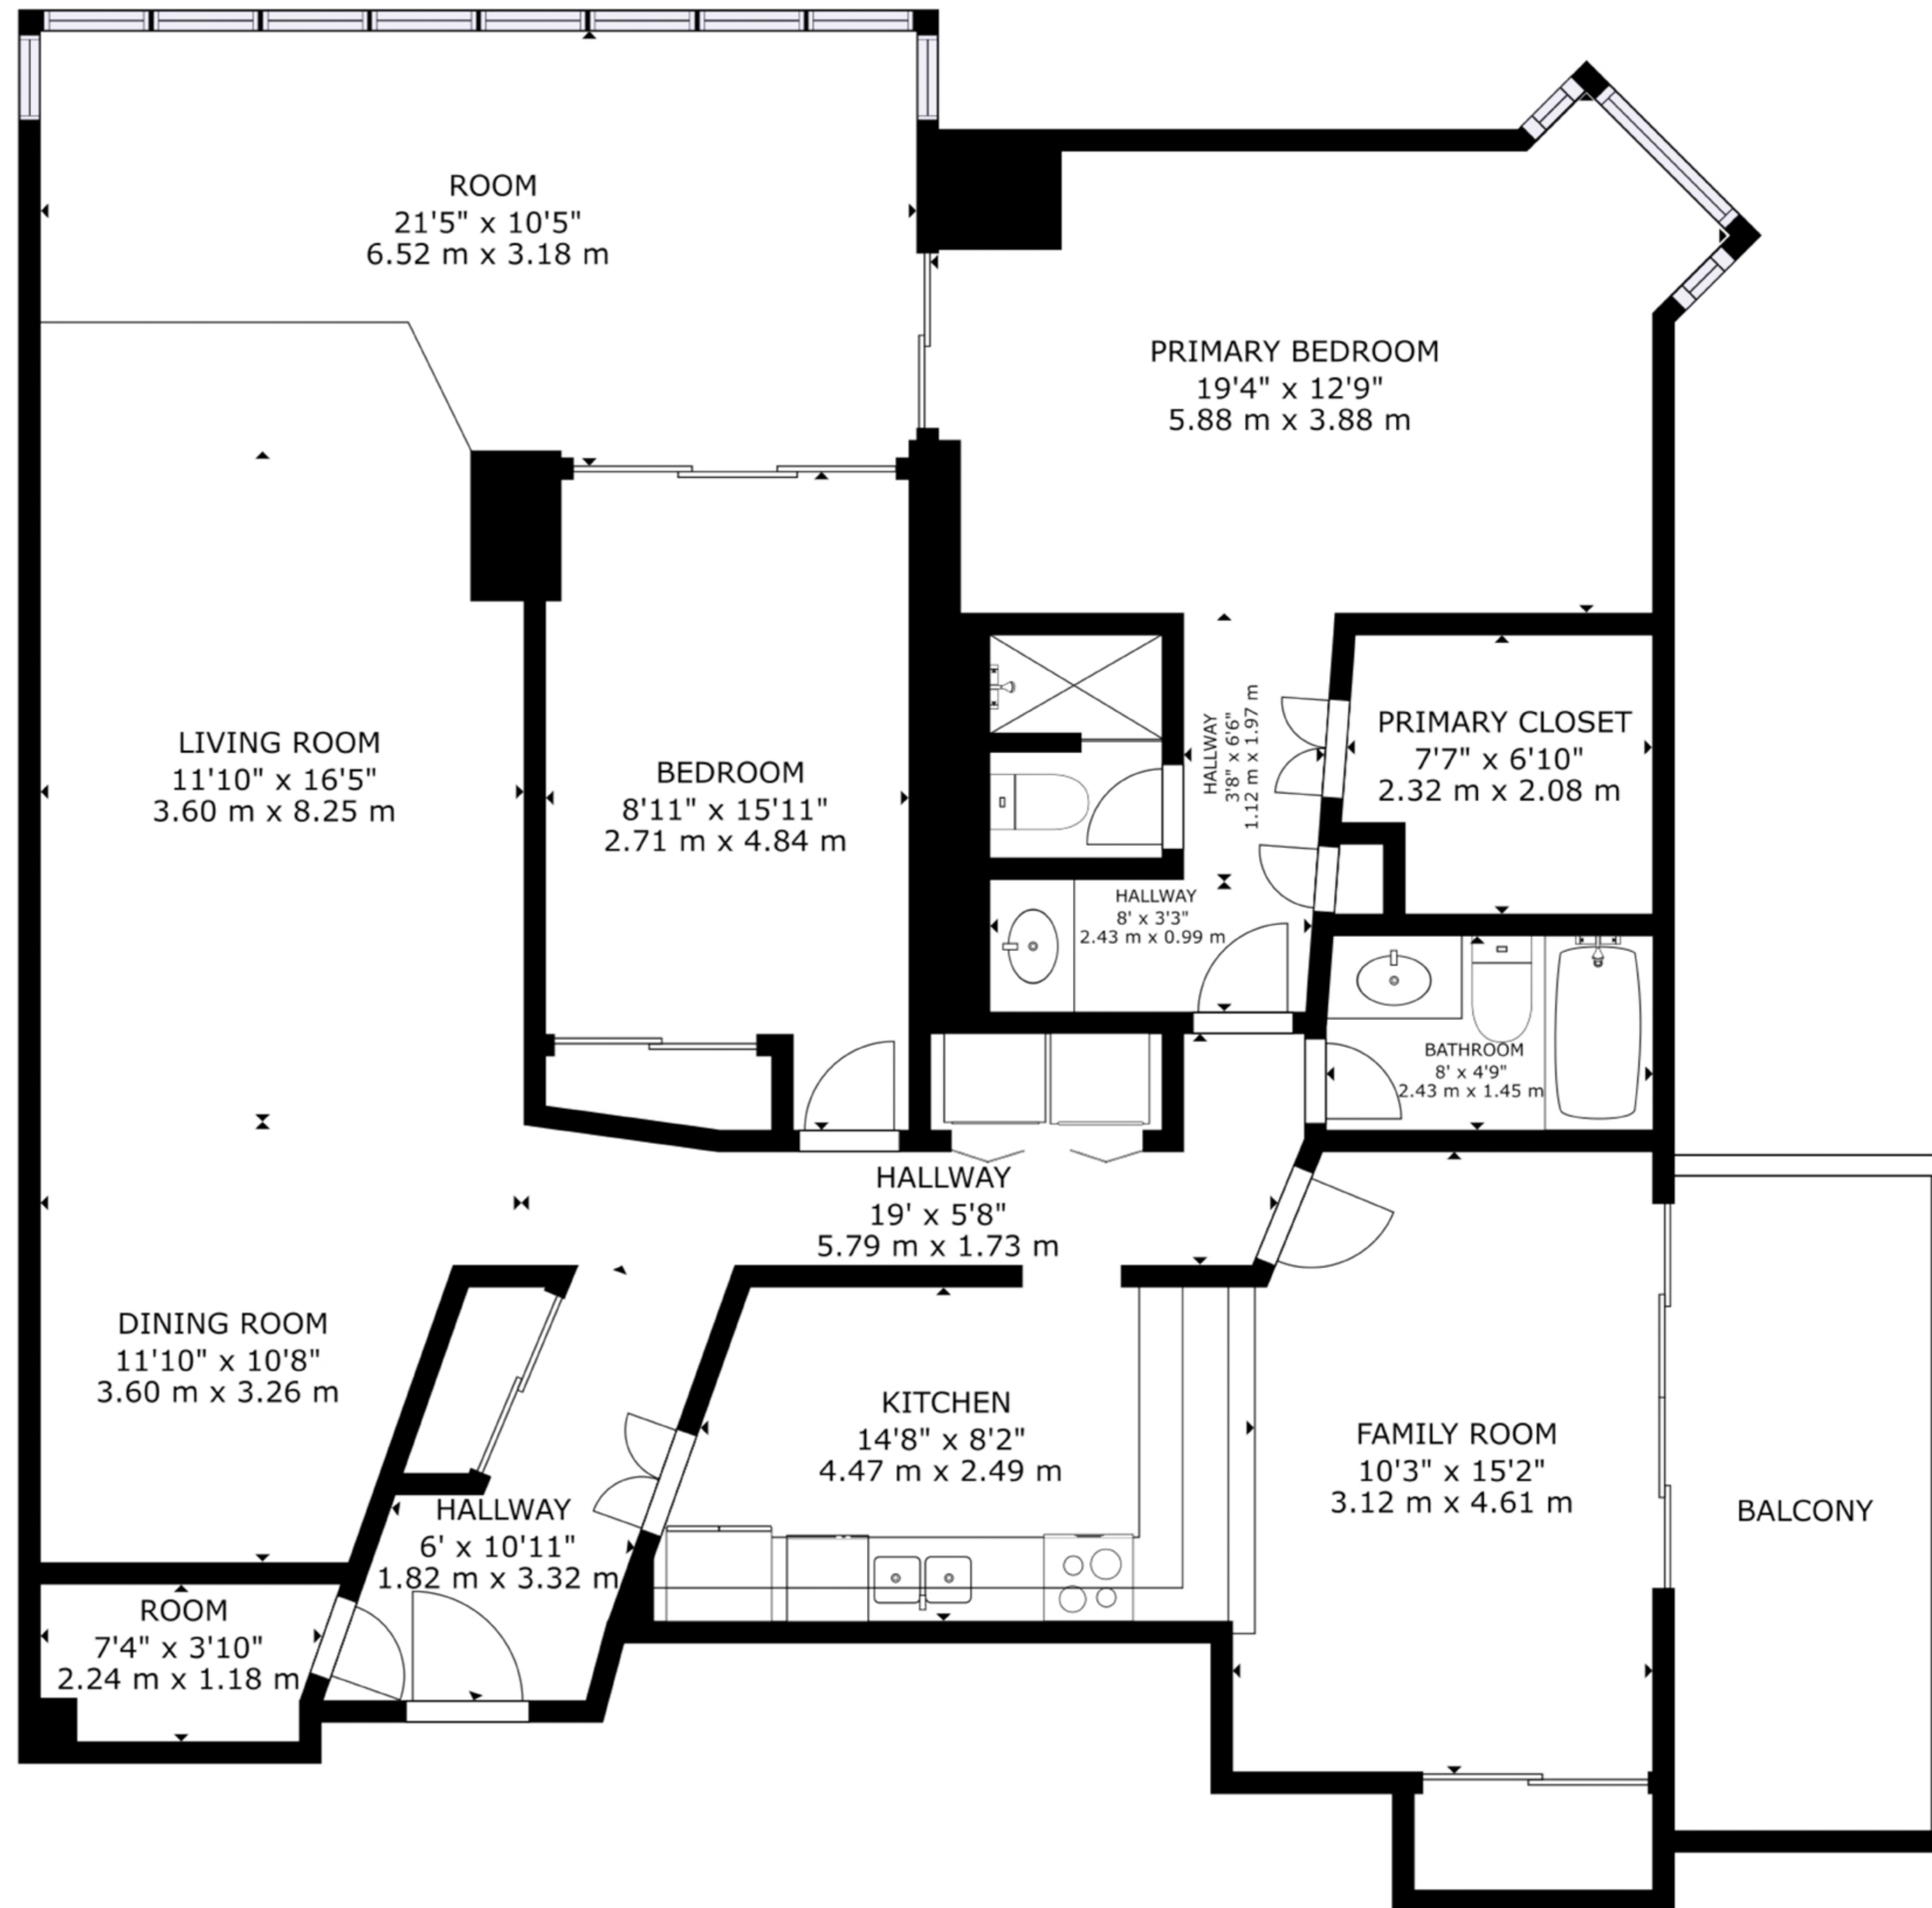 ROOM
21'5" x 10'5"
6.52 m x 3.18 m
PRIMARY BEDROOM
19'4" x 12'9"
5.88 m x 3.88 m
LIVING ROOM
11'10" x 16'5"
3.60 m x 8.25 m
BEDROOM
8'11" x 15'11"
2.71 m x 4.84 m
HALLWAY
3'8" x 6'6"
1.12 m x 1.97 m
PRIMARY CLOSET
7'7" x 6'10"
2.32 m x 2.08 m
HALLWAY
8' x 3'3"
2.43 m x 0.99 m
BATHROOM
8' x 4'9"
2.43 m x 1.45 m
HALLWAY
19' x 5'8"
5.79 m x 1.73 m
DINING ROOM
11'10" x 10'8"
3.60 m x 3.26 m
KITCHEN
14'8" x 8'2"
4.47 m x 2.49 m
FAMILY ROOM
10'3" x 15'2"
3.12 m x 4.61 m
BALCONY
HALLWAY
6' x 10'11"
1.82 m x 3.32 m
ROOM
7'4" x 3'10"
2.24 m x 1.18 m